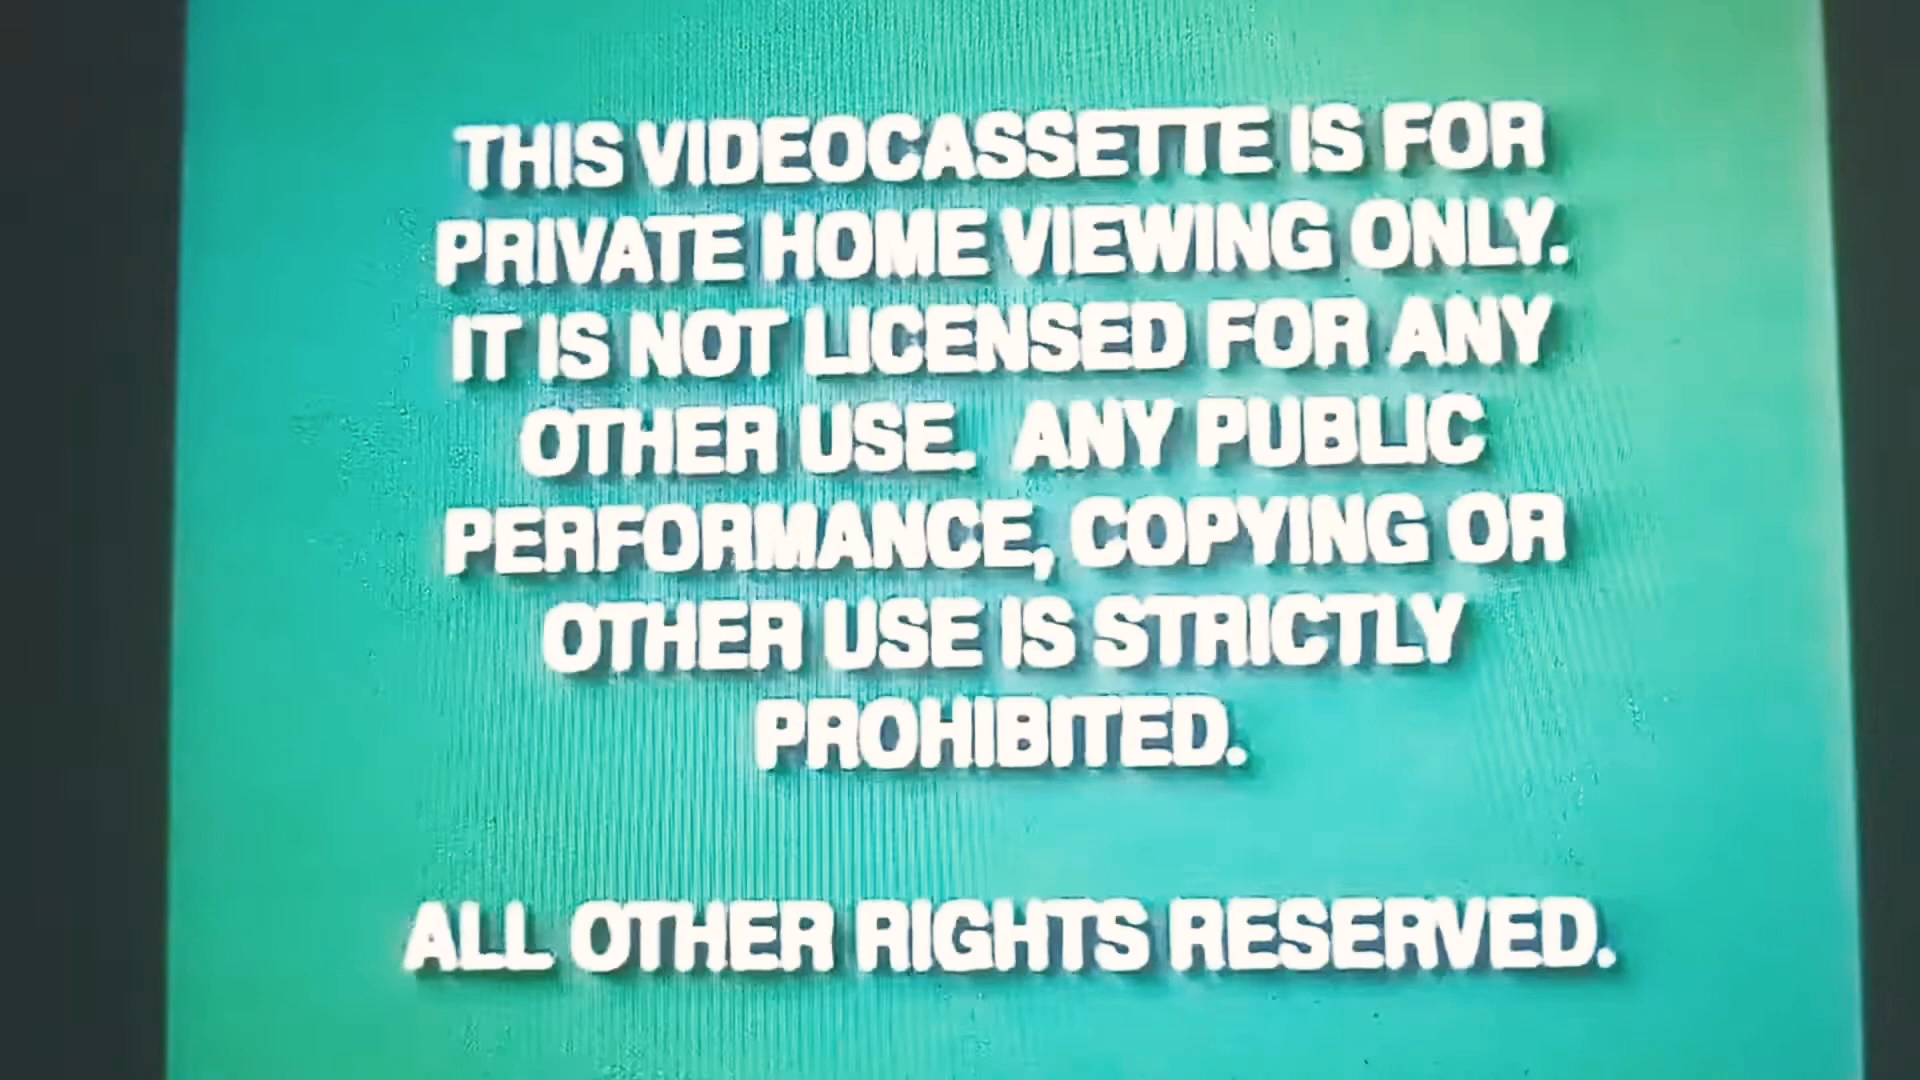 THIS VIDEOCASSETTE IS FOR
PRIVATE HOME VIEWING ONLY.
IT IS NOT LICENSED FOR ANY
OTHER USE. ANY PUBLIC
PERFORMANCE, COPYING OR
OTHER USE IS STRICTLY
PROHIBITED.
ALL OTHER RIGHTS RESERVED.